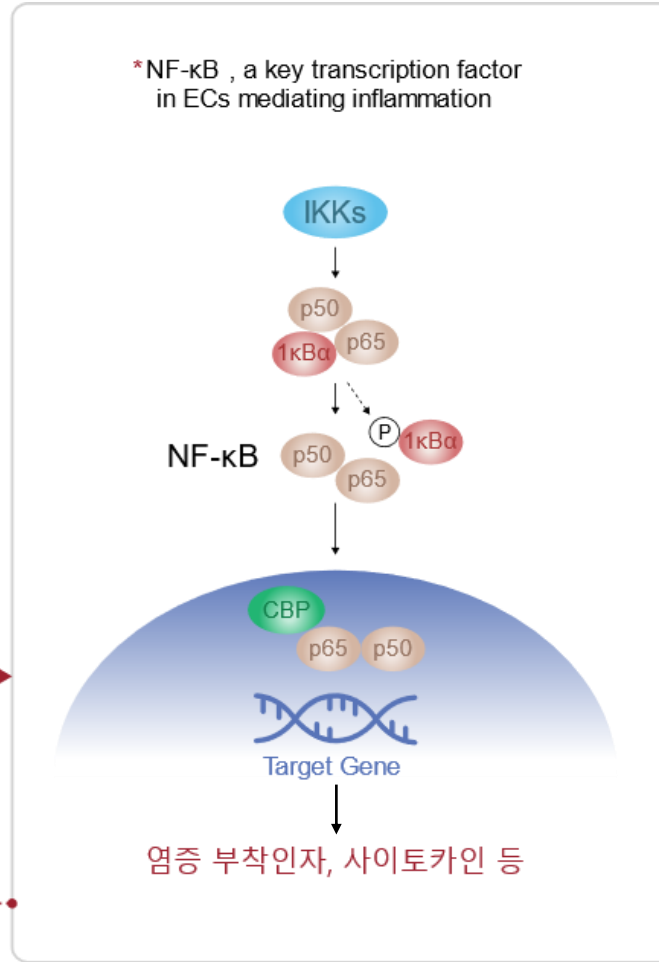 *NF-κB , a key transcription factor
in ECs mediating inflammation
IKKs
p50
1κBα
p65
P
1κBα
NF-κB
p50
p65
CBP
p65
p50
Target Gene
염증 부착인자, 사이토카인 등